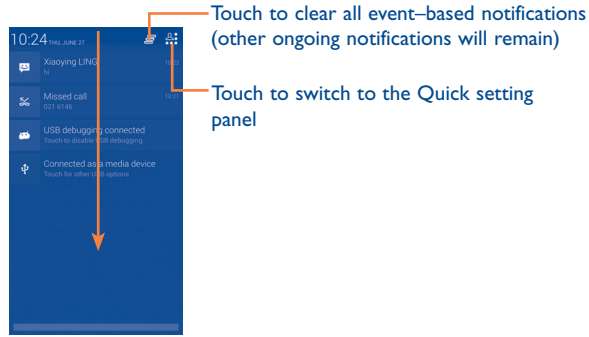 Touch to clear all event–based notifications
(other ongoing notifications will remain)
10:24 THU, JUNE 27
Xiaoying LING
10:22
hi
Touch to switch to the Quick setting
panel
Missed call
10:21
021 6146
USB debugging connected
Touch to disable USB debugging.
Connected as a media device
Touch for other USB options